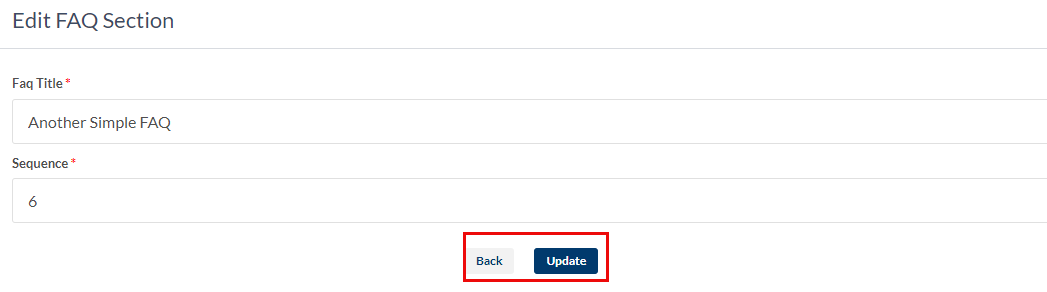 Edit FAQ Section
Faq Title *
Another Simple FAQ
Sequence *
6
Back Update